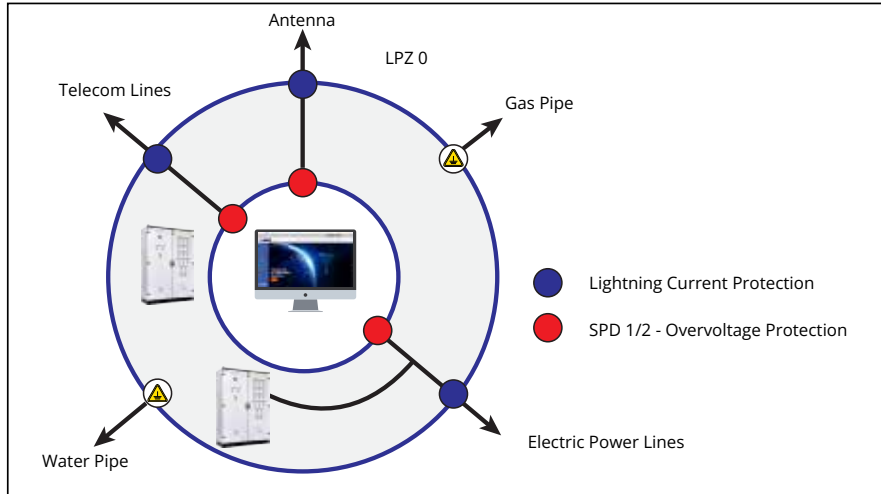 Antenna
LPZ 0
Telecom Lines
Gas Pipe
Lightning Current Protection
SPD 1/2 - Overvoltage Protection
Electric Power Lines
Water Pipe